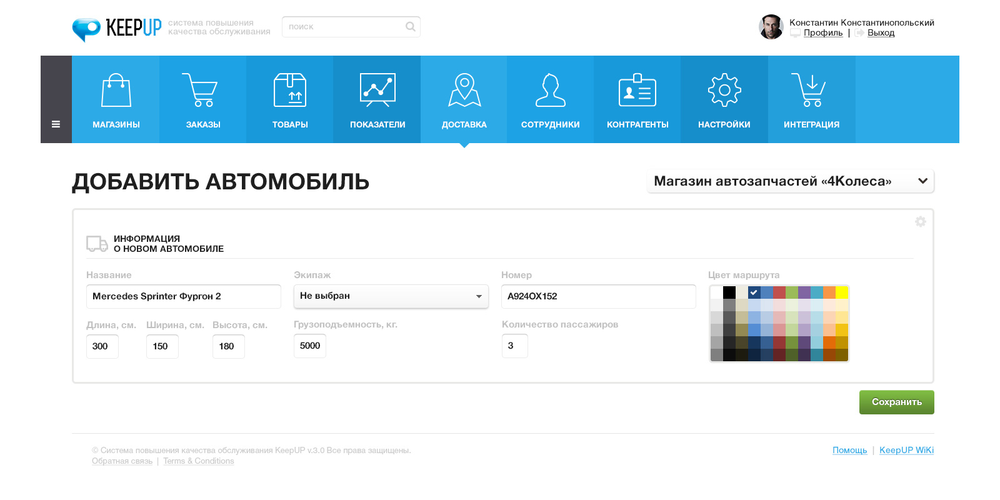 KEEPUP
система повышения
качества обслуживания
поиск
Константин Константинопольский
Профиль | Выход
МАГАЗИНЫ
ЗАКАЗЫ
ТОВАРЫ
ПОКАЗАТЕЛИ
ДОСТАВКА
СОТРУДНИКИ
КОНТРАГЕНТЫ
НАСТРОЙКИ
ИНТЕГРАЦИЯ
ДОБАВИТЬ АВТОМОБИЛЬ
Магазин автозапчастей «4Колеса»
ИНФОРМАЦИЯ
О НОВОМ АВТОМОБИЛЕ
Название
Экипаж
Номер
Цвет маршрута
Mercedes Sprinter Фургон 2
Не выбран
А924ОХ152
Длина, см.
Ширина, см.
Высота, см.
Грузоподъемность, кг.
Количество пассажиров
300
150
180
5000
3
Сохранить
© Система повышения качества обслуживания KeepUP v.3.0 Все права защищены.
Обратная связь | Terms & Conditions
Помощь | KeepUP WiKi